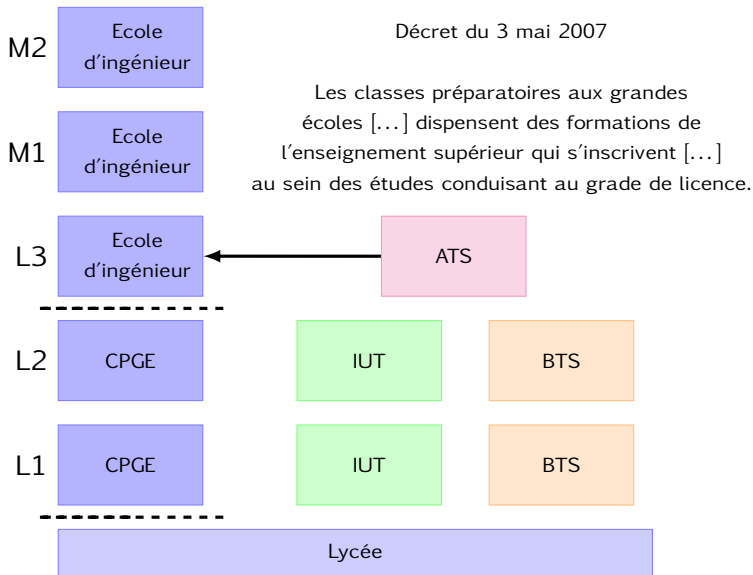 M2
Ecole
d'ingénieur
Décret du 3 mai 2007
Les classes préparatoires aux grandes
écoles [...] dispensent des formations de
l'enseignement supérieur qui s'inscrivent [...]
au sein des études conduisant au grade de licence.
M1
Ecole
d'ingénieur
L3
Ecole
d'ingénieur
ATS
L2
CPGE
IUT
BTS
L1
CPGE
IUT
BTS
Lycée